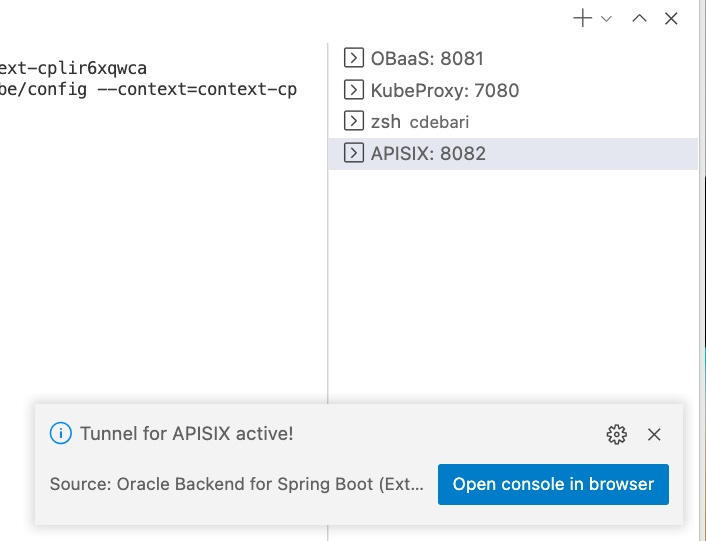 ext-cplir6xqwca
be/config --context=context-cp
OBaaS: 8081
KubeProxy: 7080
zsh cdebari
APISIX: 8082
Tunnel for APISIX active!
Source: Oracle Backend for Spring Boot (Ext...
Open console in browser